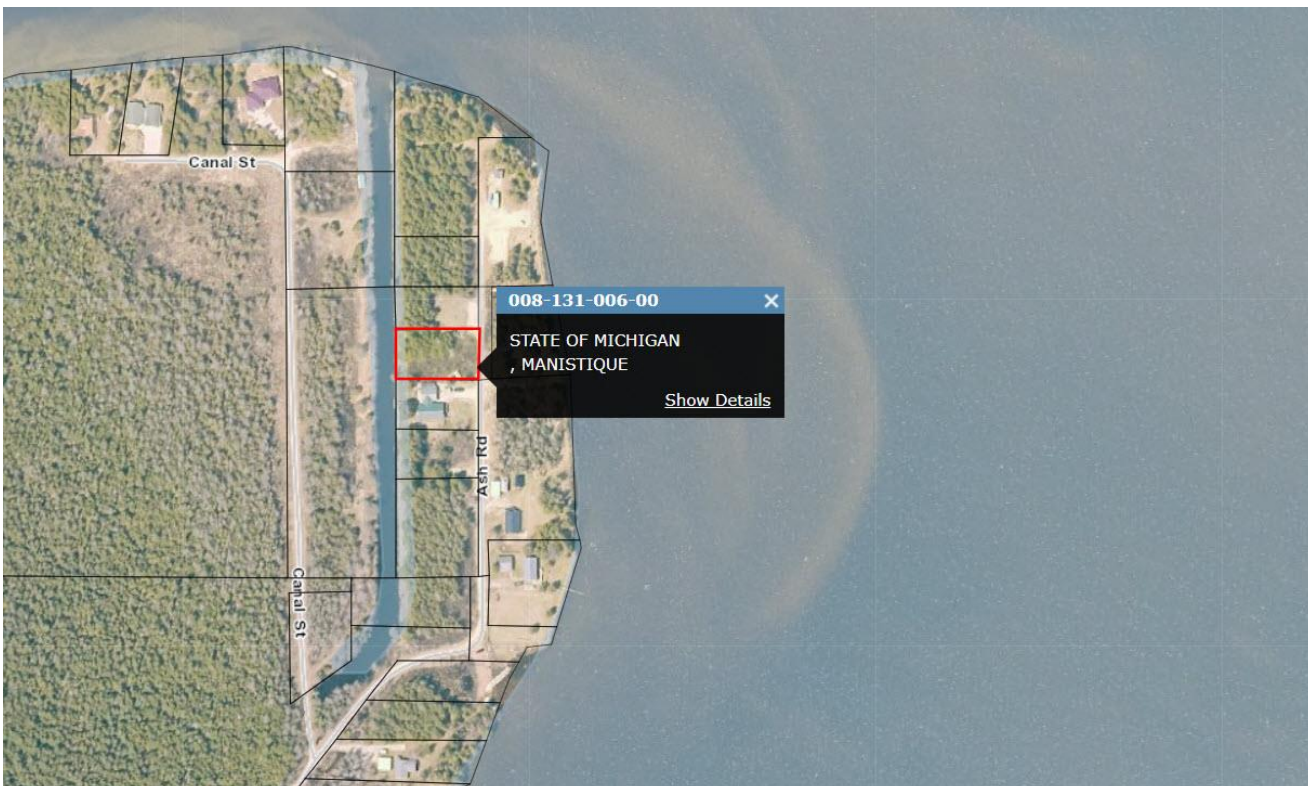 Canal St
008-131-006-00
STATE OF MICHIGAN
, MANISTIQUE
Show Details
Ash Rd
Canal St